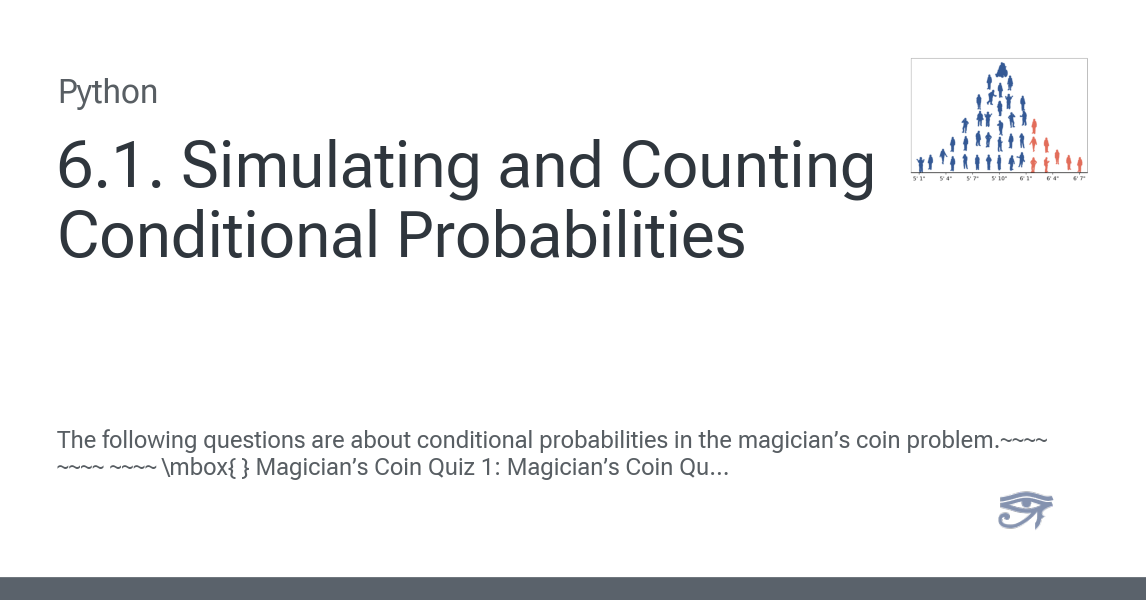 Python
6.1. Simulating and Counting
Conditional Probabilities
5' 1" 5' 4" 5' 7" 5' 10" 6' 1" 6' 4" 6' 7"
The following questions are about conditional probabilities in the magician’s coin problem.~~~~
~~~~ ~~~~ \mbox{ } Magician’s Coin Quiz 1: Magician’s Coin Qu...